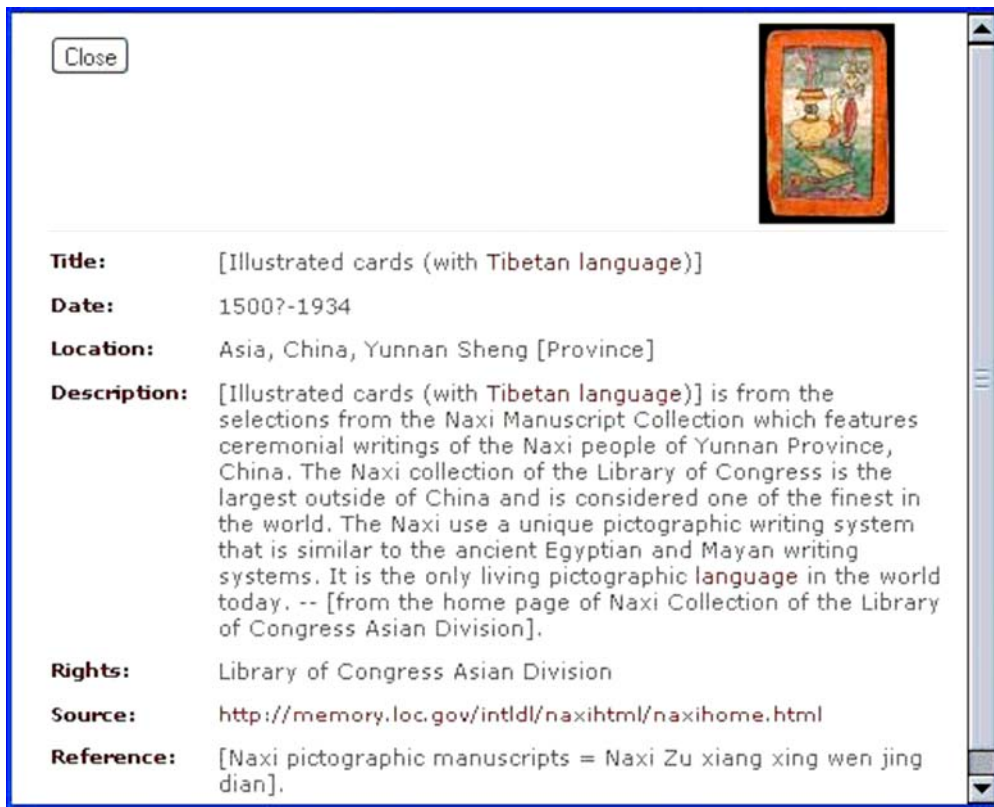 Close
Title: [Illustrated cards (with Tibetan language)]
Date: 1500?-1934
Location: Asia, China, Yunnan Sheng [Province]
Description: [Illustrated cards (with Tibetan language)] is from the
selections from the Naxi Manuscript Collection which features
ceremonial writings of the Naxi people of Yunnan Province,
China. The Naxi collection of the Library of Congress is the
largest outside of China and is considered one of the finest in
the world. The Naxi use a unique pictographic writing system
that is similar to the ancient Egyptian and Mayan writing
systems. It is the only living pictographic language in the world
today. -- [from the home page of Naxi Collection of the Library
of Congress Asian Division].
Rights: Library of Congress Asian Division
Source: http://memory.loc.gov/intldl/naxihtml/naxihome.html
Reference: [Naxi pictographic manuscripts = Naxi Zu xiang xing wen jing
dian].